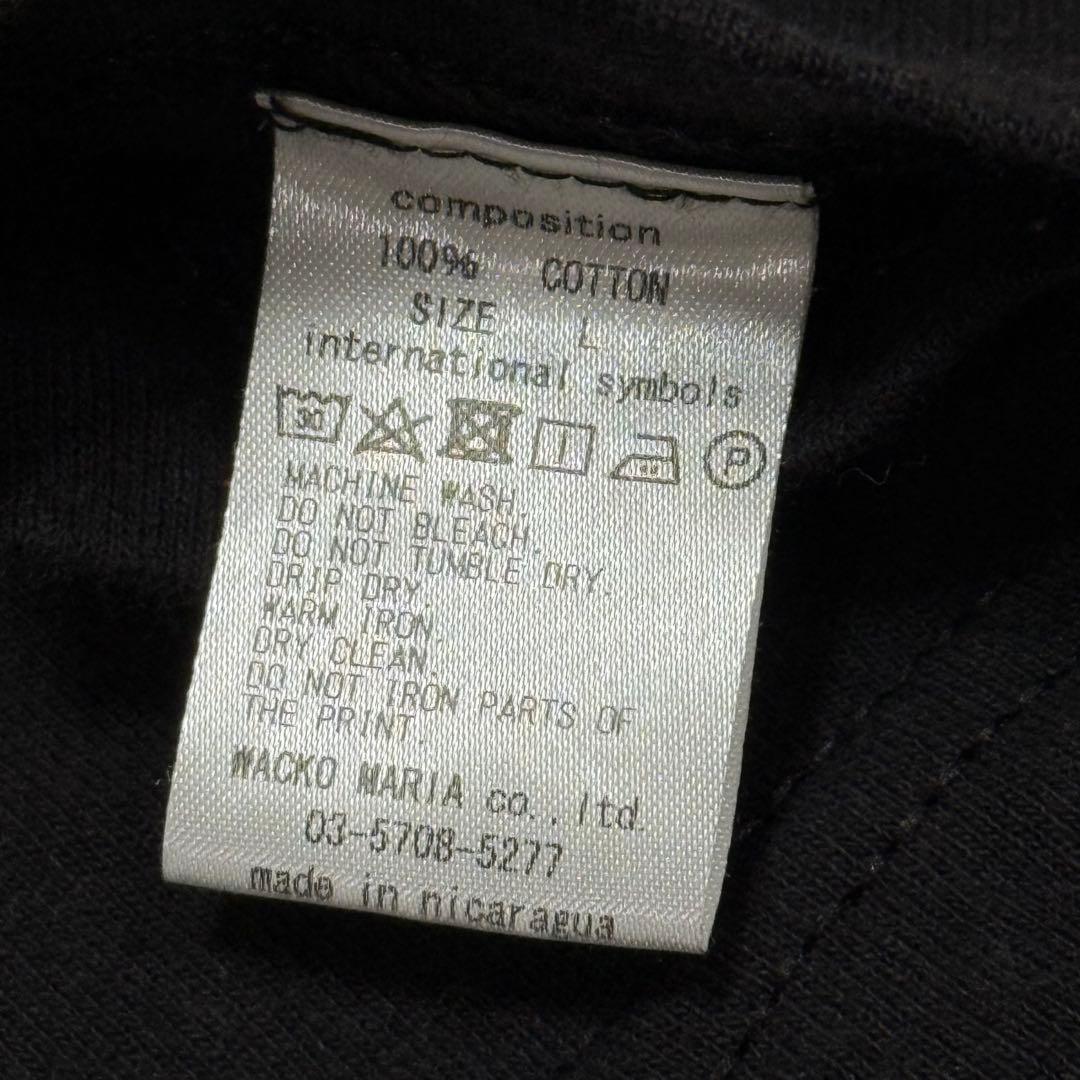 composition
100% COTTON
SIZE L
international symbols
30 P
MACHINE WASH.
DO NOT BLEACH.
DO NOT TUMBLE DRY.
DRIP DRY.
WARM IRON.
DRY CLEAN.
DO NOT IRON PARTS OF
THE PRINT.
WACKO MARIA co.,ltd.
03-5708-5277
made in nicaragua